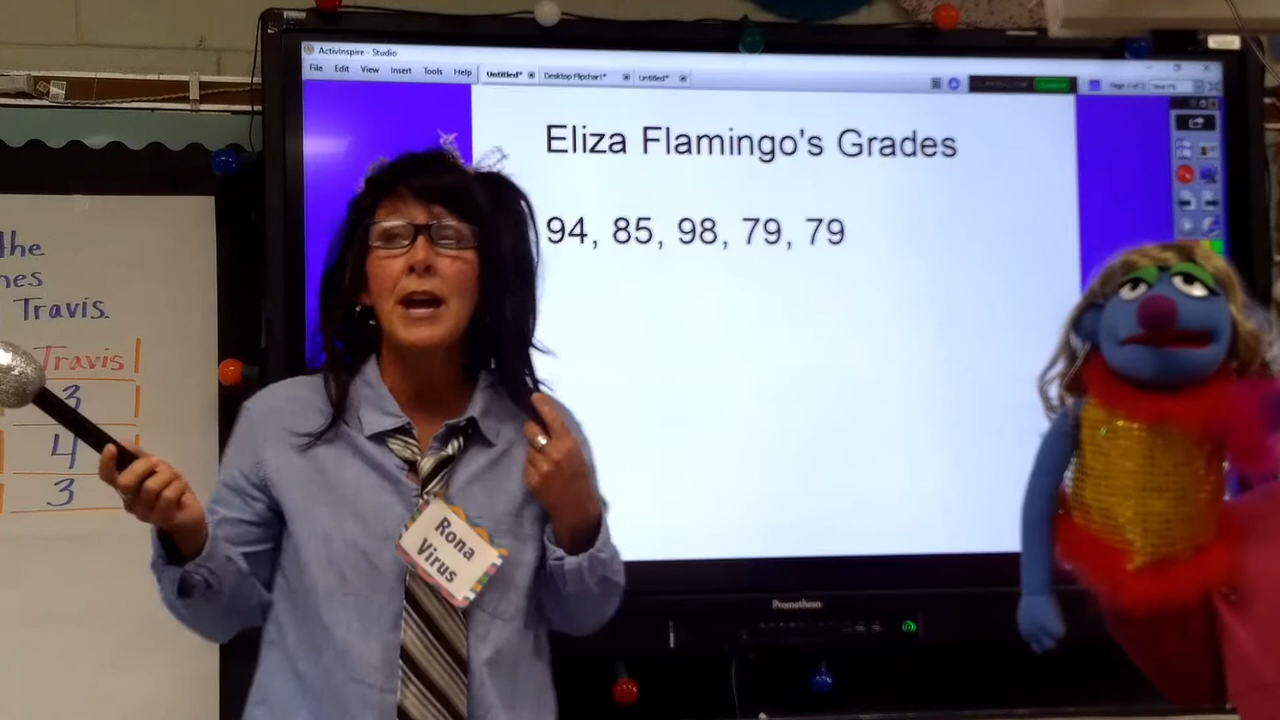 ActivInspire - Studio
File Edit View Insert Tools Help Untitled* Desktop Flipchart* Untitled*
Eliza Flamingo's Grades
94, 85, 98, 79, 79
the
nes
Travis.
Travis
3
4
3
Rona
Virus
Promethean